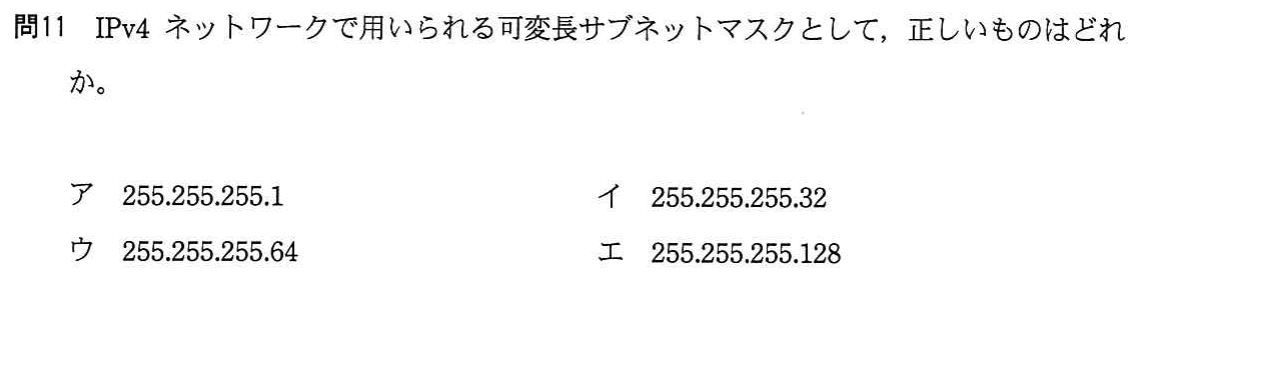 問11 IPv4 ネットワークで用いられる可変長サブネットマスクとして，正しいものはどれ
か。
ア 255.255.255.1 イ 255.255.255.32
ウ 255.255.255.64 エ 255.255.255.128